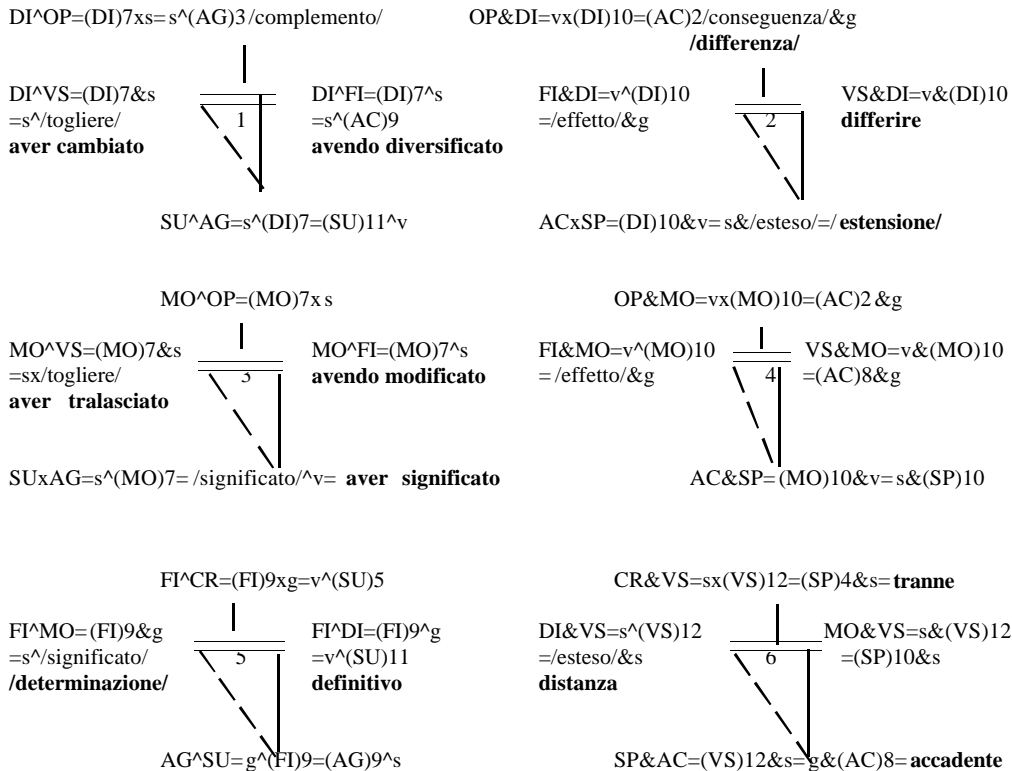 DI^OP=(DI)7xs=s^(AG)3/complemento/
OP&DI=vx(DI)10=(AC)2/conseguenza/&g
/differenza/
DI^VS=(DI)7&s
=s^/togliere/
aver cambiato
1
DI^FI=(DI)7^s
=s^(AC)9
avendo diversificato
FI&DI=v^(DI)10
=/effetto/&g
2
VS&DI=v&(DI)10
differire
SU^AG=s^(DI)7=(SU)11^v
ACxSP=(DI)10&v=s&/esteso/=/estensione/
MO^OP=(MO)7xs
OP&MO=vx(MO)10=(AC)2&g
MO^VS=(MO)7&s
=sx/togliere/
aver tralasciato
3
MO^FI=(MO)7^s
avendo modificato
FI&MO=v^(MO)10
=/effetto/&g
4
VS&MO=v&(MO)10
=(AC)8&g
SUxAG=s^(MO)7=/significato/^v= aver significato
AC&SP=(MO)10&v=s&(SP)10
FI^CR=(FI)9xg=v^(SU)5
CR&VS=sx(VS)12=(SP)4&s=tranne
FI^MO=(FI)9&g
=s^/significato/
/determinazione/
5
FI^DI=(FI)9^g
=v^(SU)11
definitivo
DI&VS=s^(VS)12
=/esteso/&s
distanza
6
MO&VS=s&(VS)12
=(SP)10&s
AG^SU=g^(FI)9=(AG)9^s
SP&AC=(VS)12&s=g&(AC)8=accadente